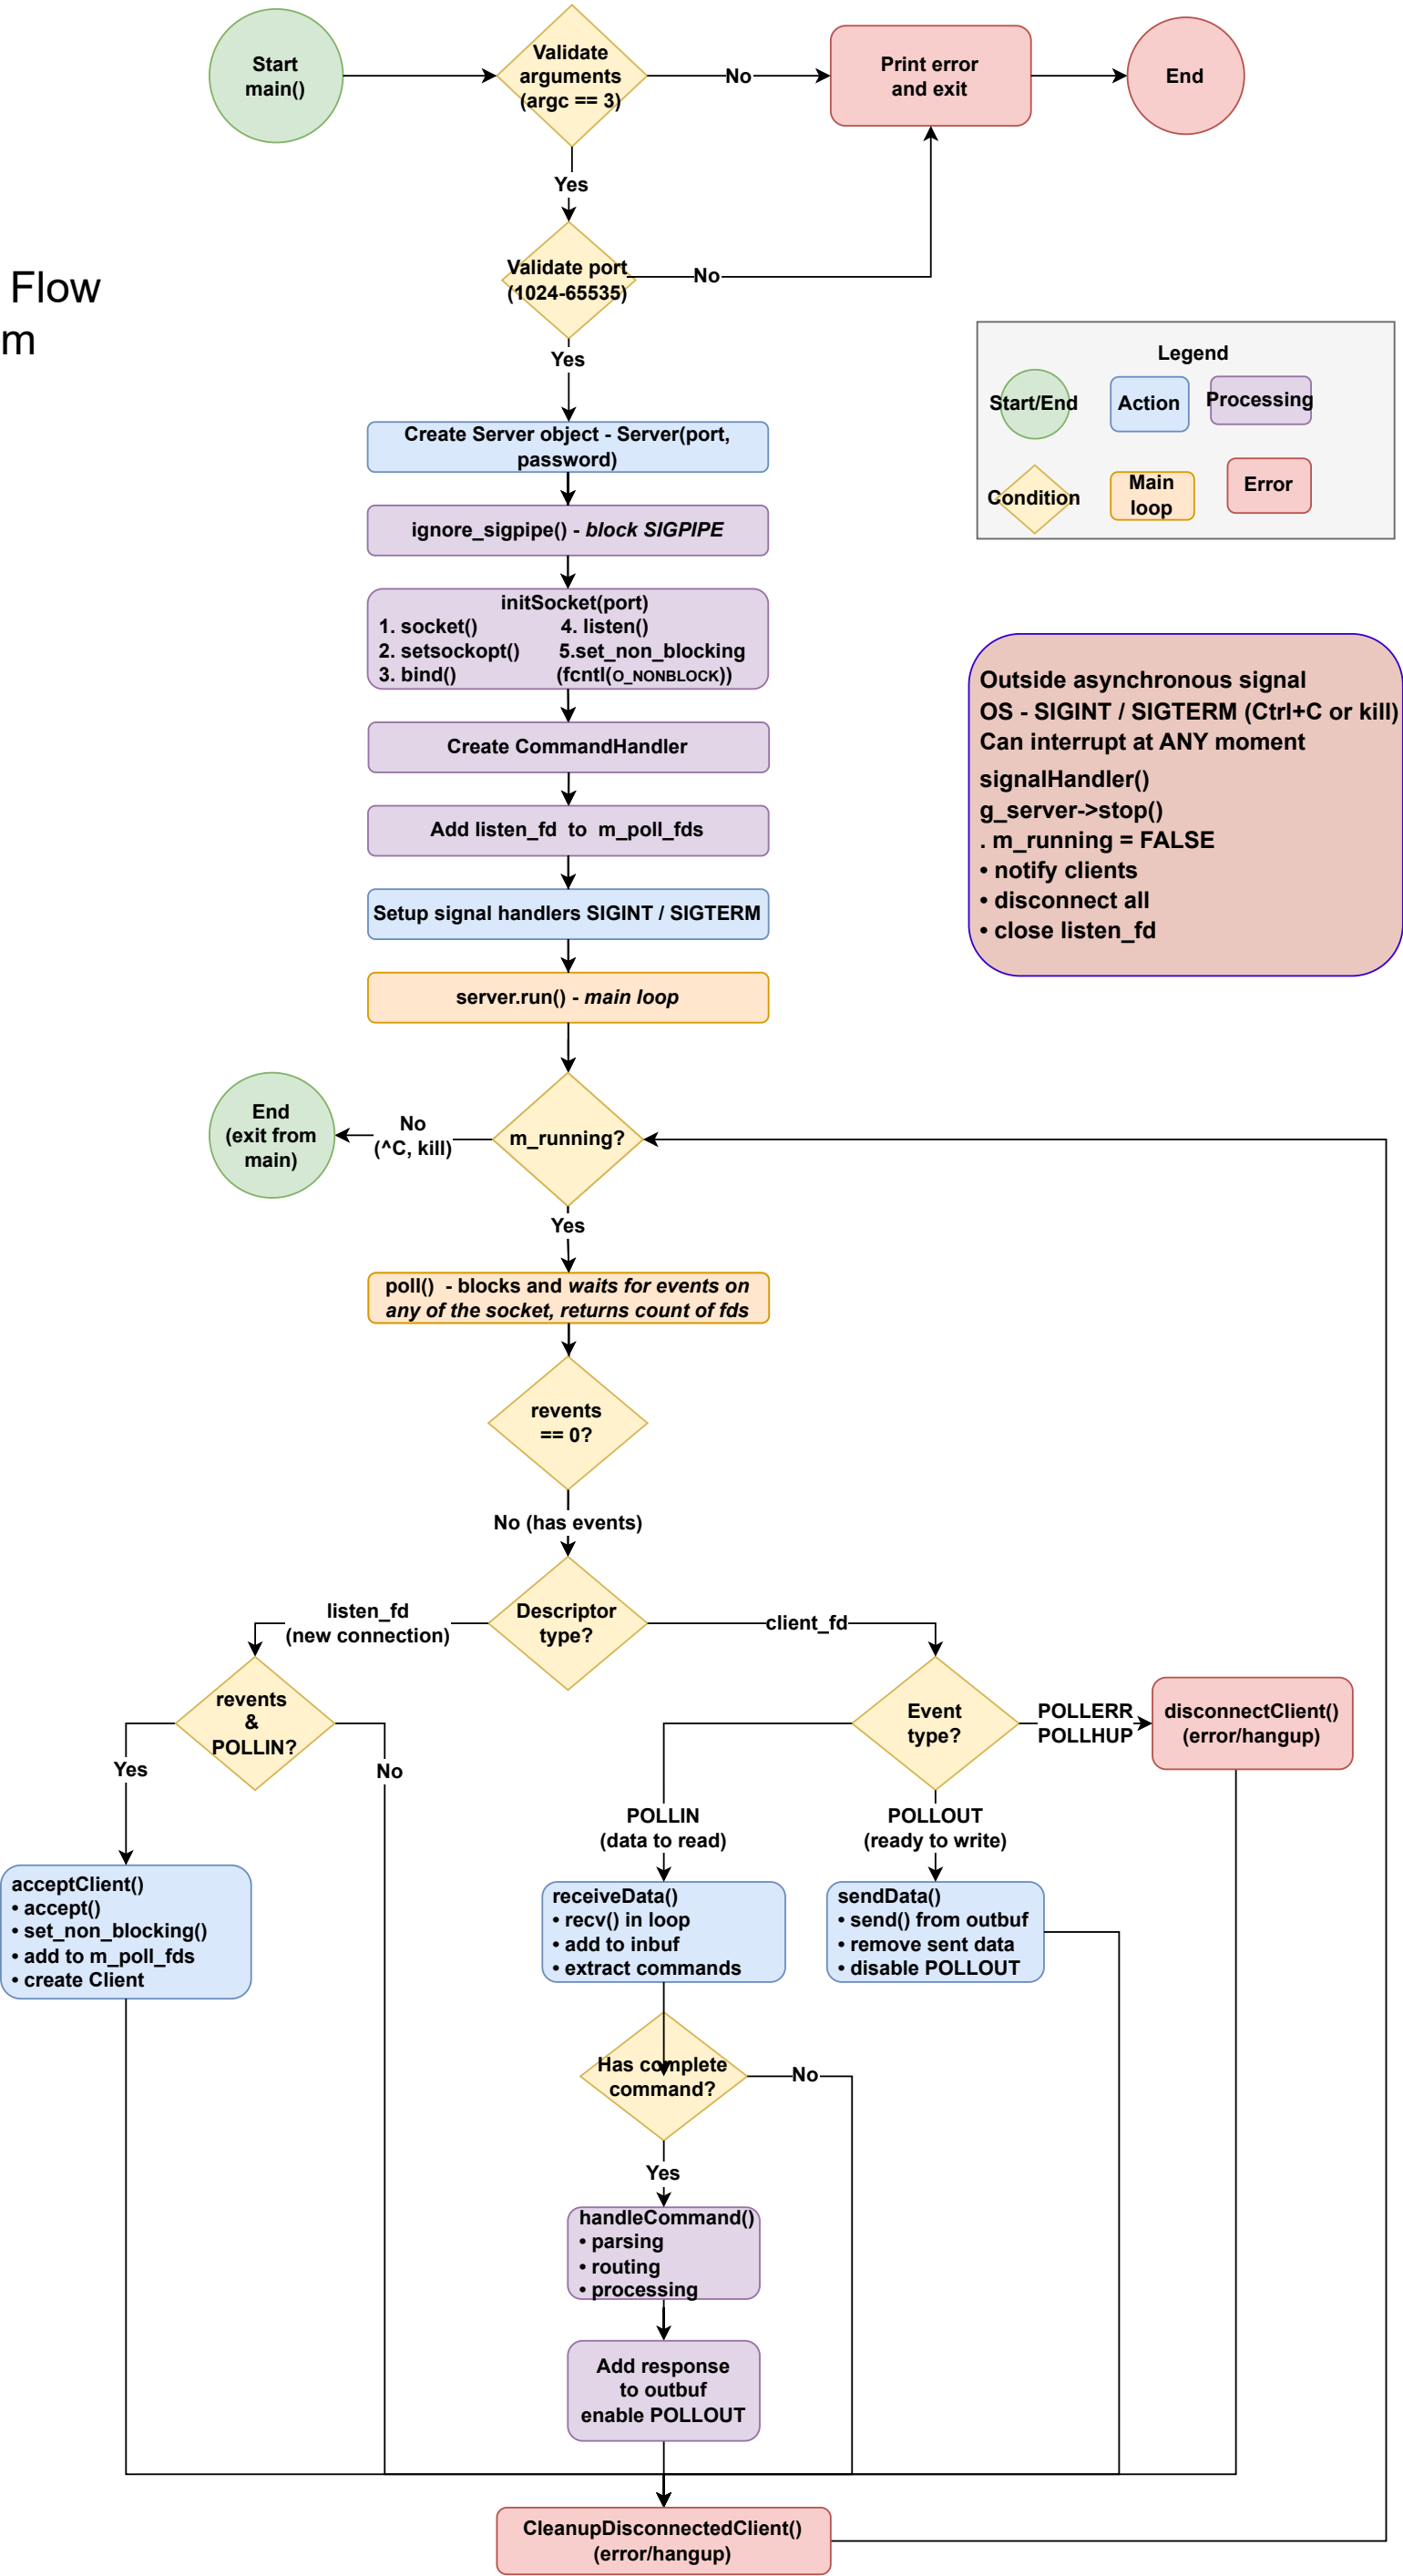 Start
main()
Validate
arguments
(argc == 3)
No
Print error
and exit
End
Yes
Validate port
(1024-65535)
No
Flow
m
Yes
Legend
Start/End
Action
Processing
Condition
Main
loop
Error
Create Server object - Server(port,
password)
ignore_sigpipe() - block SIGPIPE
initSocket(port)
1. socket() 4. listen()
2. setsockopt() 5.set_non_blocking
3. bind() (fcntl(O_NONBLOCK))
Create CommandHandler
Add listen_fd to m_poll_fds
Setup signal handlers SIGINT / SIGTERM
server.run() - main loop
Outside asynchronous signal
OS - SIGINT / SIGTERM (Ctrl+C or kill)
Can interrupt at ANY moment
signalHandler()
g_server->stop()
. m_running = FALSE
• notify clients
• disconnect all
• close listen_fd
End
(exit from
main)
No
(^C, kill)
m_running?
Yes
poll() - blocks and waits for events on
any of the socket, returns count of fds
revents
== 0?
No (has events)
listen_fd
(new connection)
Descriptor
type?
client_fd
revents
&
POLLIN?
Yes
No
Event
type?
POLLERR
POLLHUP
disconnectClient()
(error/hangup)
POLLIN
(data to read)
POLLOUT
(ready to write)
acceptClient()
• accept()
• set_non_blocking()
• add to m_poll_fds
• create Client
receiveData()
• recv() in loop
• add to inbuf
• extract commands
sendData()
• send() from outbuf
• remove sent data
• disable POLLOUT
Has complete
command?
No
Yes
handleCommand()
• parsing
• routing
• processing
Add response
to outbuf
enable POLLOUT
CleanupDisconnectedClient()
(error/hangup)